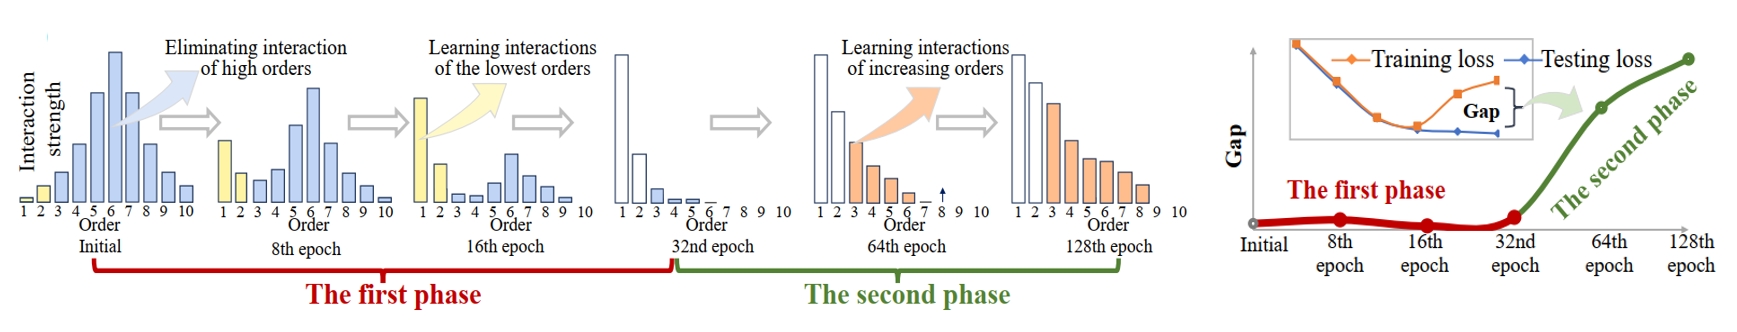 Interaction
strength
Eliminating interaction
of high orders
Learning interactions
of the lowest orders
Learning interactions
of increasing orders
1 2 3 4 5 6 7 8 9 10
Order
Initial
1 2 3 4 5 6 7 8 9 10
Order
8th epoch
1 2 3 4 5 6 7 8 9 10
Order
16th epoch
1 2 3 4 5 6 7 8 9 10
Order
32nd epoch
1 2 3 4 5 6 7 8 9 10
Order
64th epoch
1 2 3 4 5 6 7 8 9 10
Order
128th epoch
The first phase
The second phase
Gap
Training loss
Testing loss
Gap
The first phase
The second phase
Initial
8th
epoch
16th
epoch
32nd
epoch
64th
epoch
128th
epoch